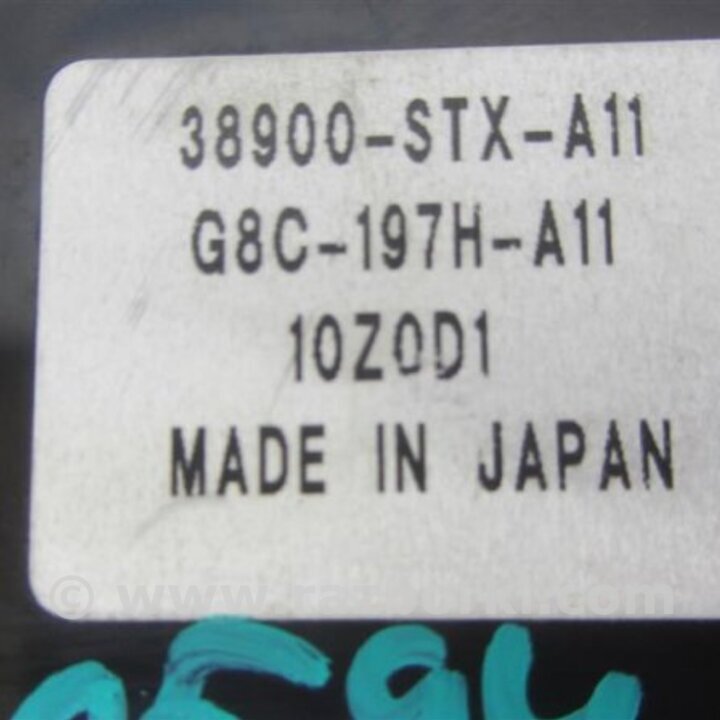 38900-STX-A11
G8C-197H-A11
10Z0D1
MADE IN JAPAN